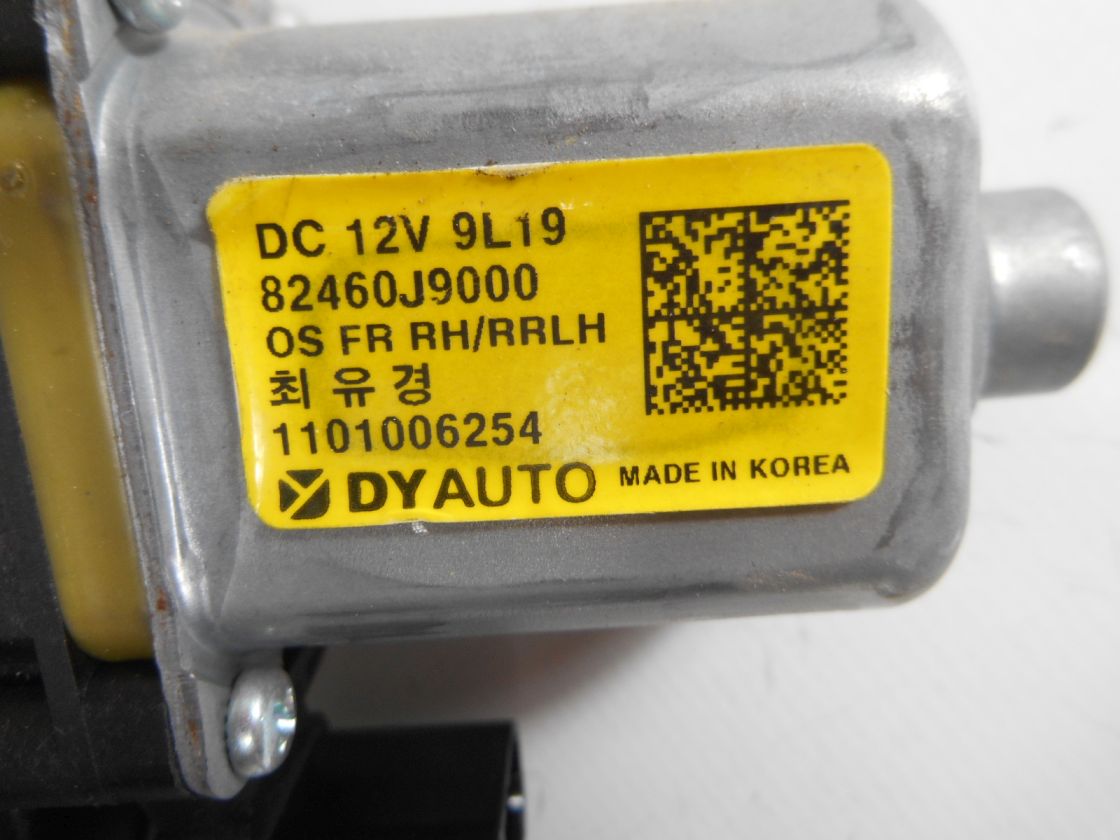 DC 12V 9L19
82460J9000
OS FR RH/RRLH
최유경
1101006254
DYAUTO MADE IN KOREA